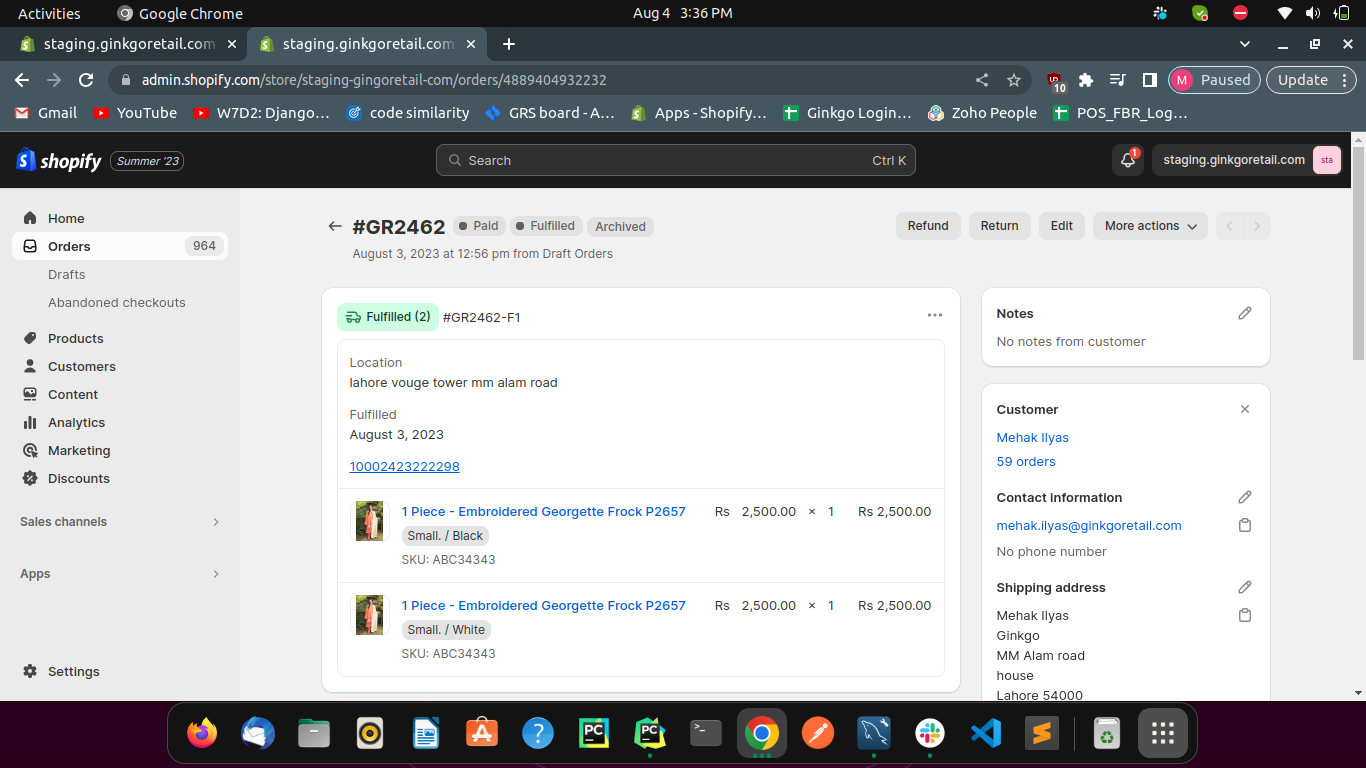 Activities
Google Chrome
Aug 4 3:36 PM
staging.ginkgoretail.com
staging.ginkgoretail.com
admin.shopify.com/store/staging-gingoretail-com/orders/4889404932232
10
M Paused
Update
Gmail
YouTube
W7D2: Django…
code similarity
GRS board - A…
Apps - Shopify…
Ginkgo Login…
Zoho People
POS_FBR_Log…
shopify
Summer '23
Search
Ctrl K
1
staging.ginkgoretail.com
sta
Home
Orders
964
Drafts
Abandoned checkouts
Products
Customers
Content
Analytics
Marketing
Discounts
Sales channels
Apps
Settings
#GR2462
Paid
Fulfilled
Archived
Refund
Return
Edit
More actions
August 3, 2023 at 12:56 pm from Draft Orders
Fulfilled (2)
#GR2462-F1
Location
lahore vouge tower mm alam road
Fulfilled
August 3, 2023
10002423222298
1 Piece - Embroidered Georgette Frock P2657
Rs 2,500.00 × 1 Rs 2,500.00
Small. / Black
SKU: ABC34343
1 Piece - Embroidered Georgette Frock P2657
Rs 2,500.00 × 1 Rs 2,500.00
Small. / White
SKU: ABC34343
Notes
No notes from customer
Customer
Mehak Ilyas
59 orders
Contact information
mehak.ilyas@ginkgoretail.com
No phone number
Shipping address
Mehak Ilyas
Ginkgo
MM Alam road
house
Lahore 54000
PC
PC